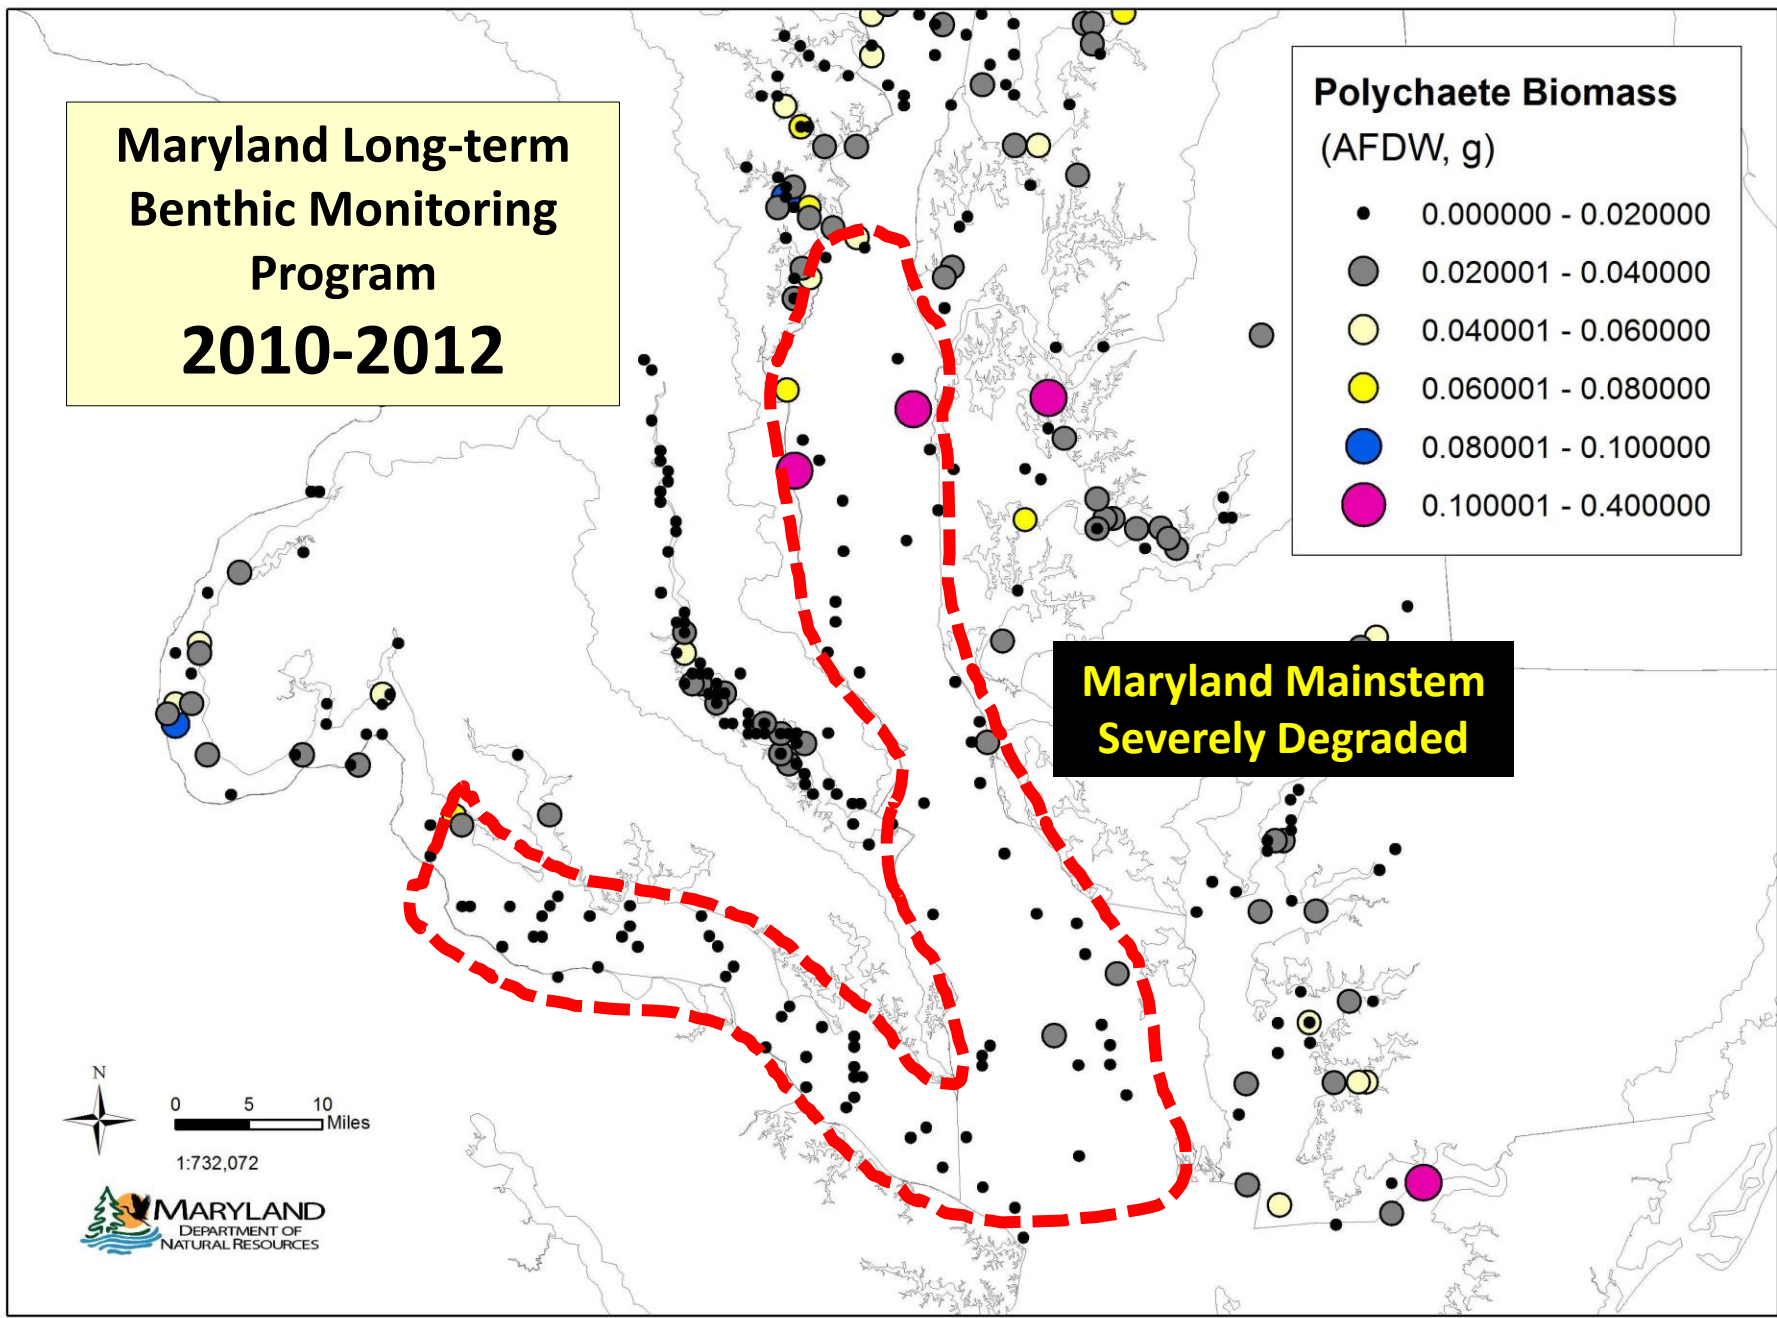 Maryland Long-term
Benthic Monitoring
Program
2010-2012
Polychaete Biomass
(AFDW, g)
0.000000 - 0.020000
0.020001 - 0.040000
0.040001 - 0.060000
0.060001 - 0.080000
0.080001 - 0.100000
0.100001 - 0.400000
Maryland Mainstem
Severely Degraded
N
0 5 10
Miles
1:732,072
MARYLAND
DEPARTMENT OF
NATURAL RESOURCES